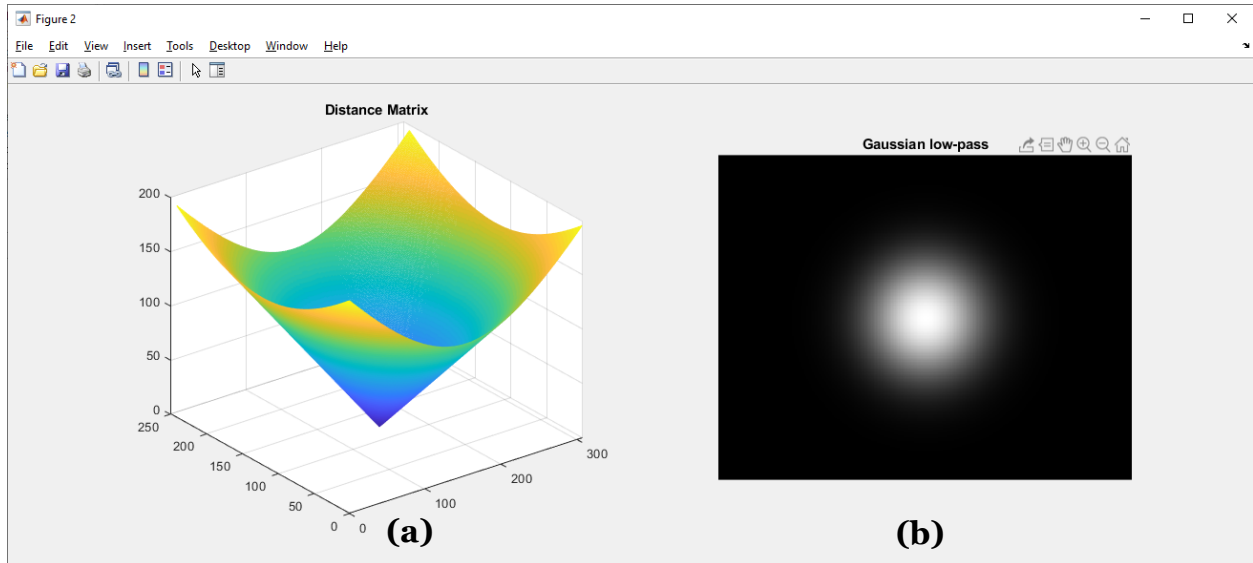 Figure 2
File Edit View Insert Tools Desktop Window Help
Distance Matrix
Gaussian low-pass
200
150
100
50
0
250
200
150
100
50
0
0
100
200
300
(a)
(b)